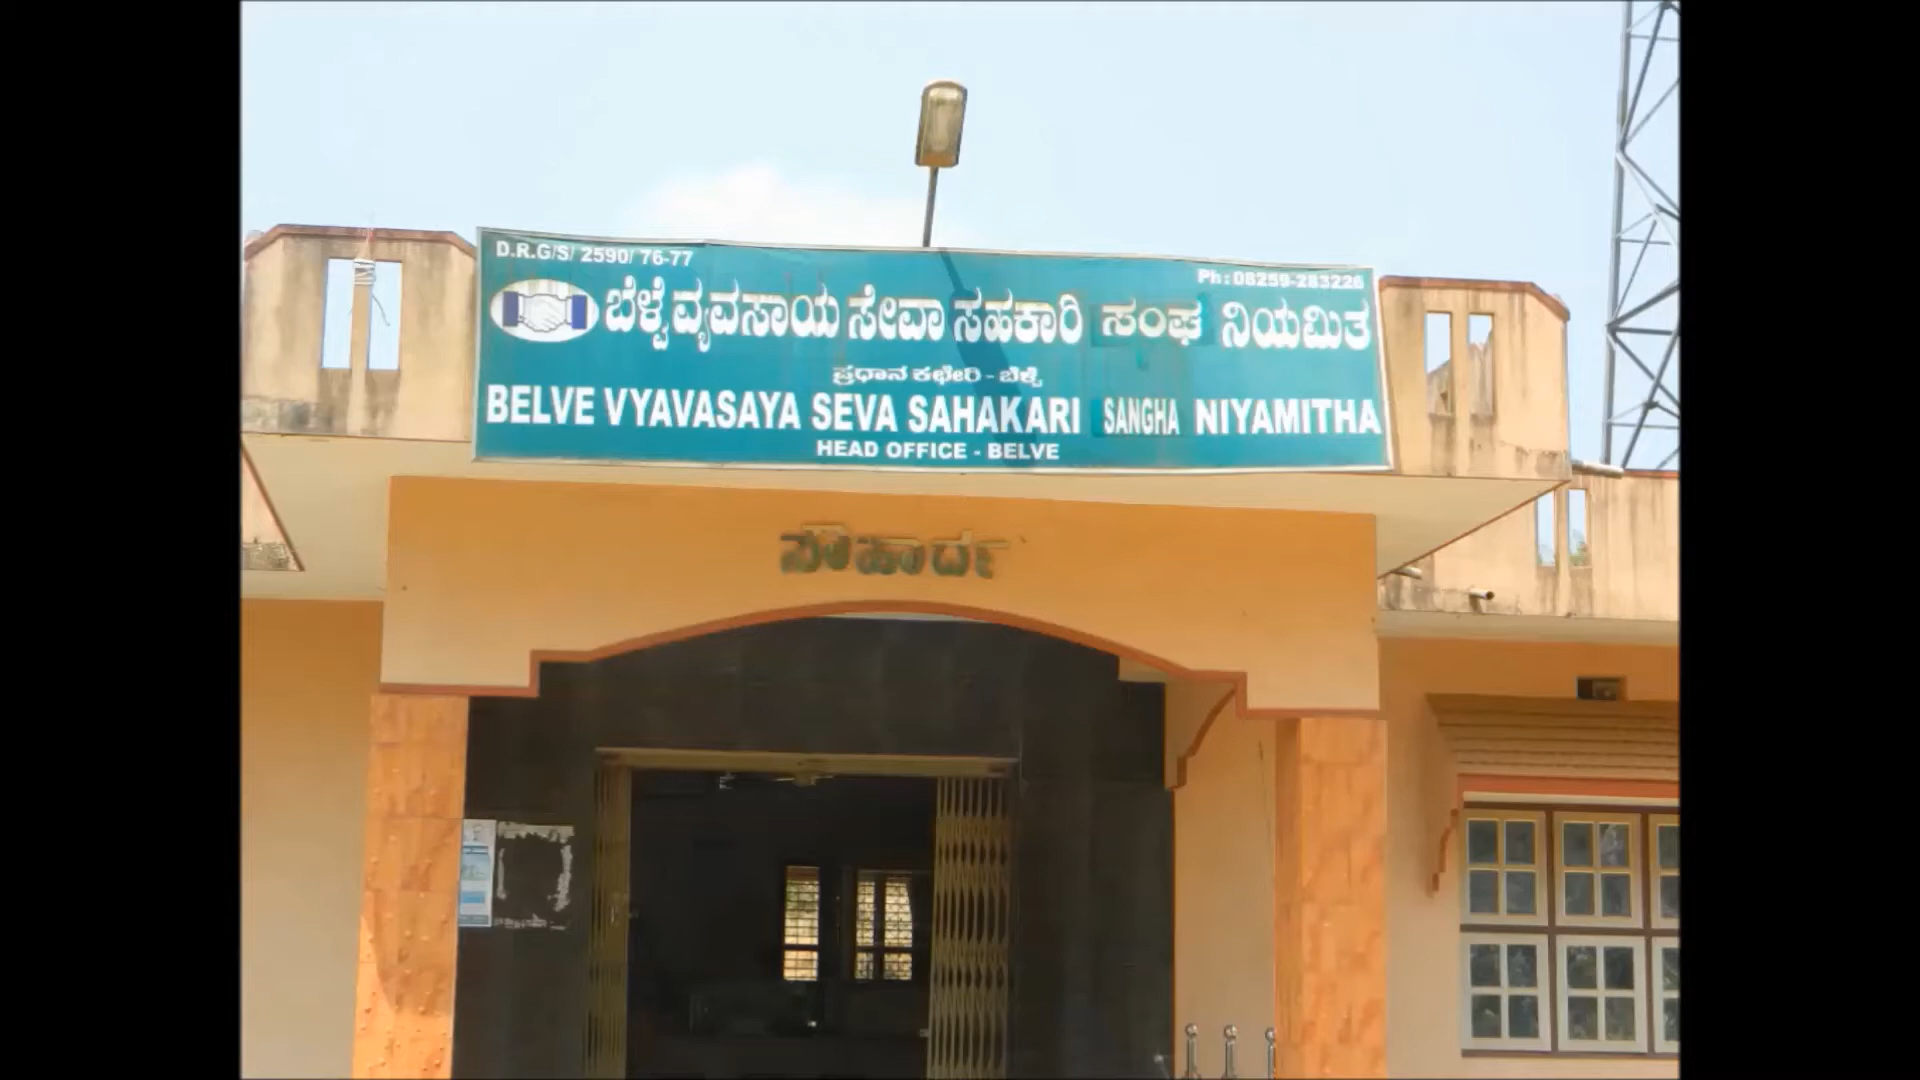 D.R.G/S/ 2590/ 76-77
Ph : 08259-283226
ಬೆಳ್ವೆ ವ್ಯವಸಾಯ ಸೇವಾ ಸಹಕಾರಿ ಸಂಘ ನಿಯಮಿತ
ಪ್ರಧಾನ ಕಛೇರಿ - ಬೆಳ್ವೆ
BELVE VYAVASAYA SEVA SAHAKARI SANGHA NIYAMITHA
HEAD OFFICE - BELVE
ಸೌಹಾರ್ದ